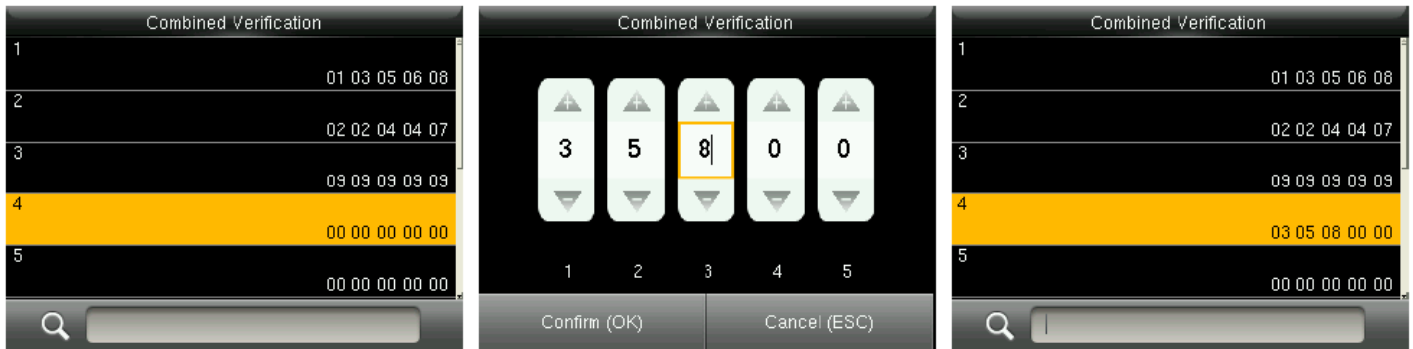 Combined Verification
1
01 03 05 06 08
2
02 02 04 04 07
3
09 09 09 09 09
4
00 00 00 00 00
5
00 00 00 00 00
Combined Verification
3 5 8 0 0
1 2 3 4 5
Confirm (OK) Cancel (ESC)
Combined Verification
1
01 03 05 06 08
2
02 02 04 04 07
3
09 09 09 09 09
4
03 05 08 00 00
5
00 00 00 00 00